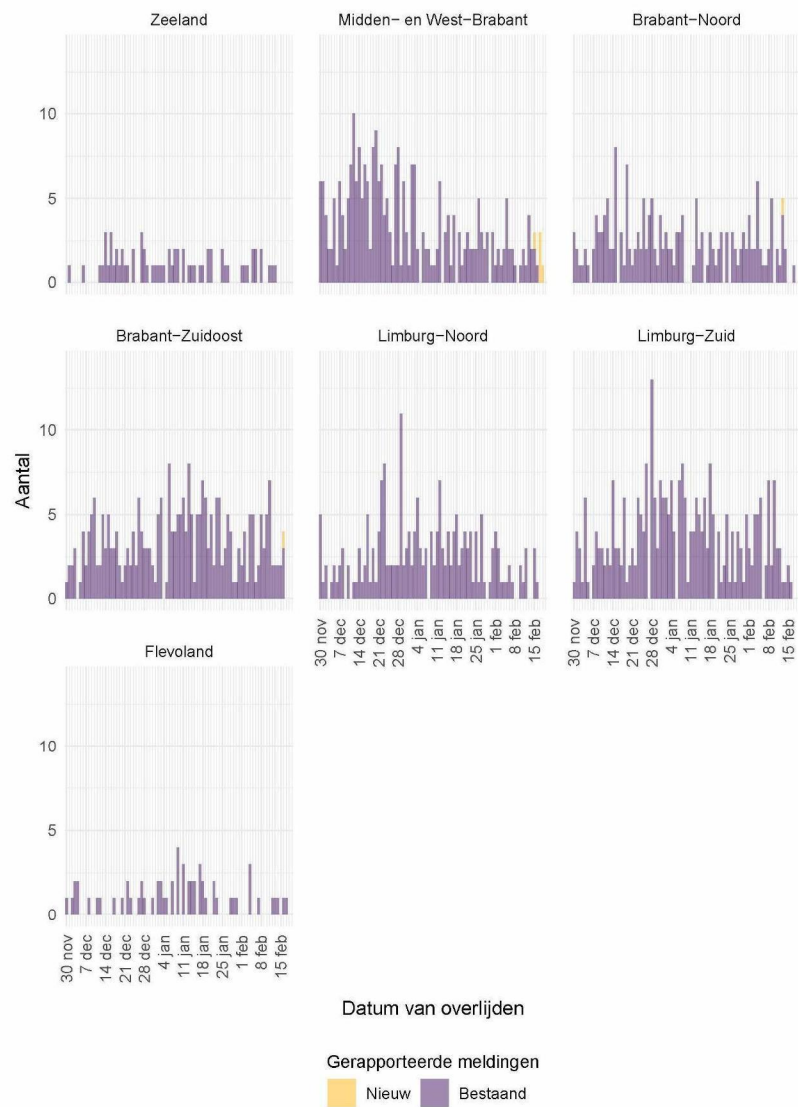 Zeeland
Midden- en West-Brabant
Brabant-Noord
10
5
0
Brabant-Zuidoost
Limburg-Noord
Limburg-Zuid
Aantal
10
5
0
30 nov
7 dec
14 dec
21 dec
28 dec
4 jan
11 jan
18 jan
25 jan
1 feb
8 feb
15 feb
30 nov
7 dec
14 dec
21 dec
28 dec
4 jan
11 jan
18 jan
25 jan
1 feb
8 feb
15 feb
Flevoland
10
5
0
30 nov
7 dec
14 dec
21 dec
28 dec
4 jan
11 jan
18 jan
25 jan
1 feb
8 feb
15 feb
Datum van overlijden
Gerapporteerde meldingen
Nieuw
Bestaand